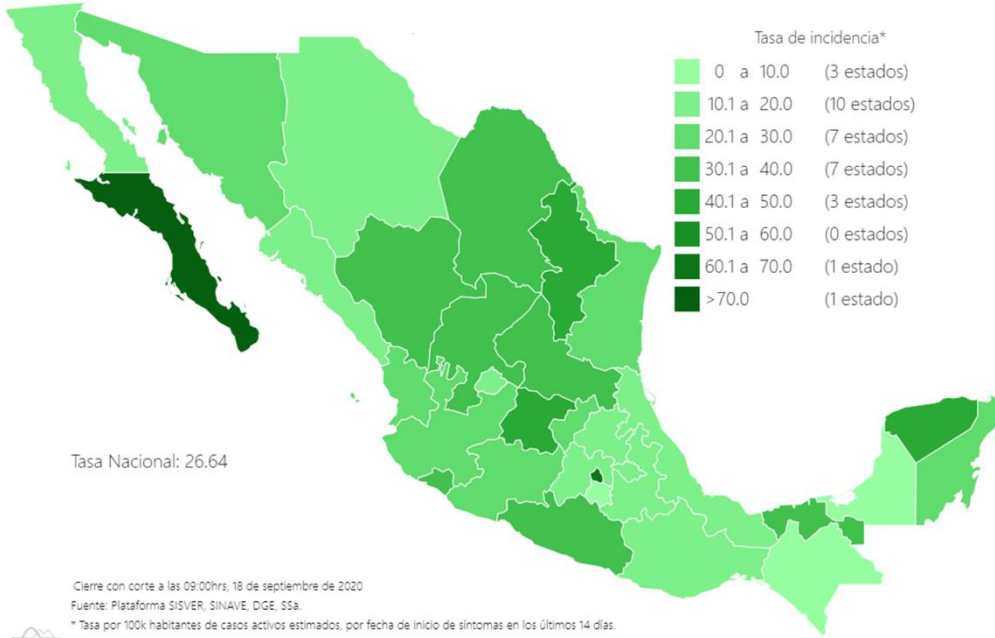 Tasa de incidencia*
0 a 10.0 (3 estados)
10.1 a 20.0 (10 estados)
20.1 a 30.0 (7 estados)
30.1 a 40.0 (7 estados)
40.1 a 50.0 (3 estados)
50.1 a 60.0 (0 estados)
60.1 a 70.0 (1 estado)
>70.0 (1 estado)
Tasa Nacional: 26.64
Cierre con corte a las 09:00hrs, 18 de septiembre de 2020
Fuente: Plataforma SISVER, SINAVE, DGE, SSa.
* Tasa por 100k habitantes de casos activos estimados, por fecha de inicio de síntomas en los últimos 14 días.